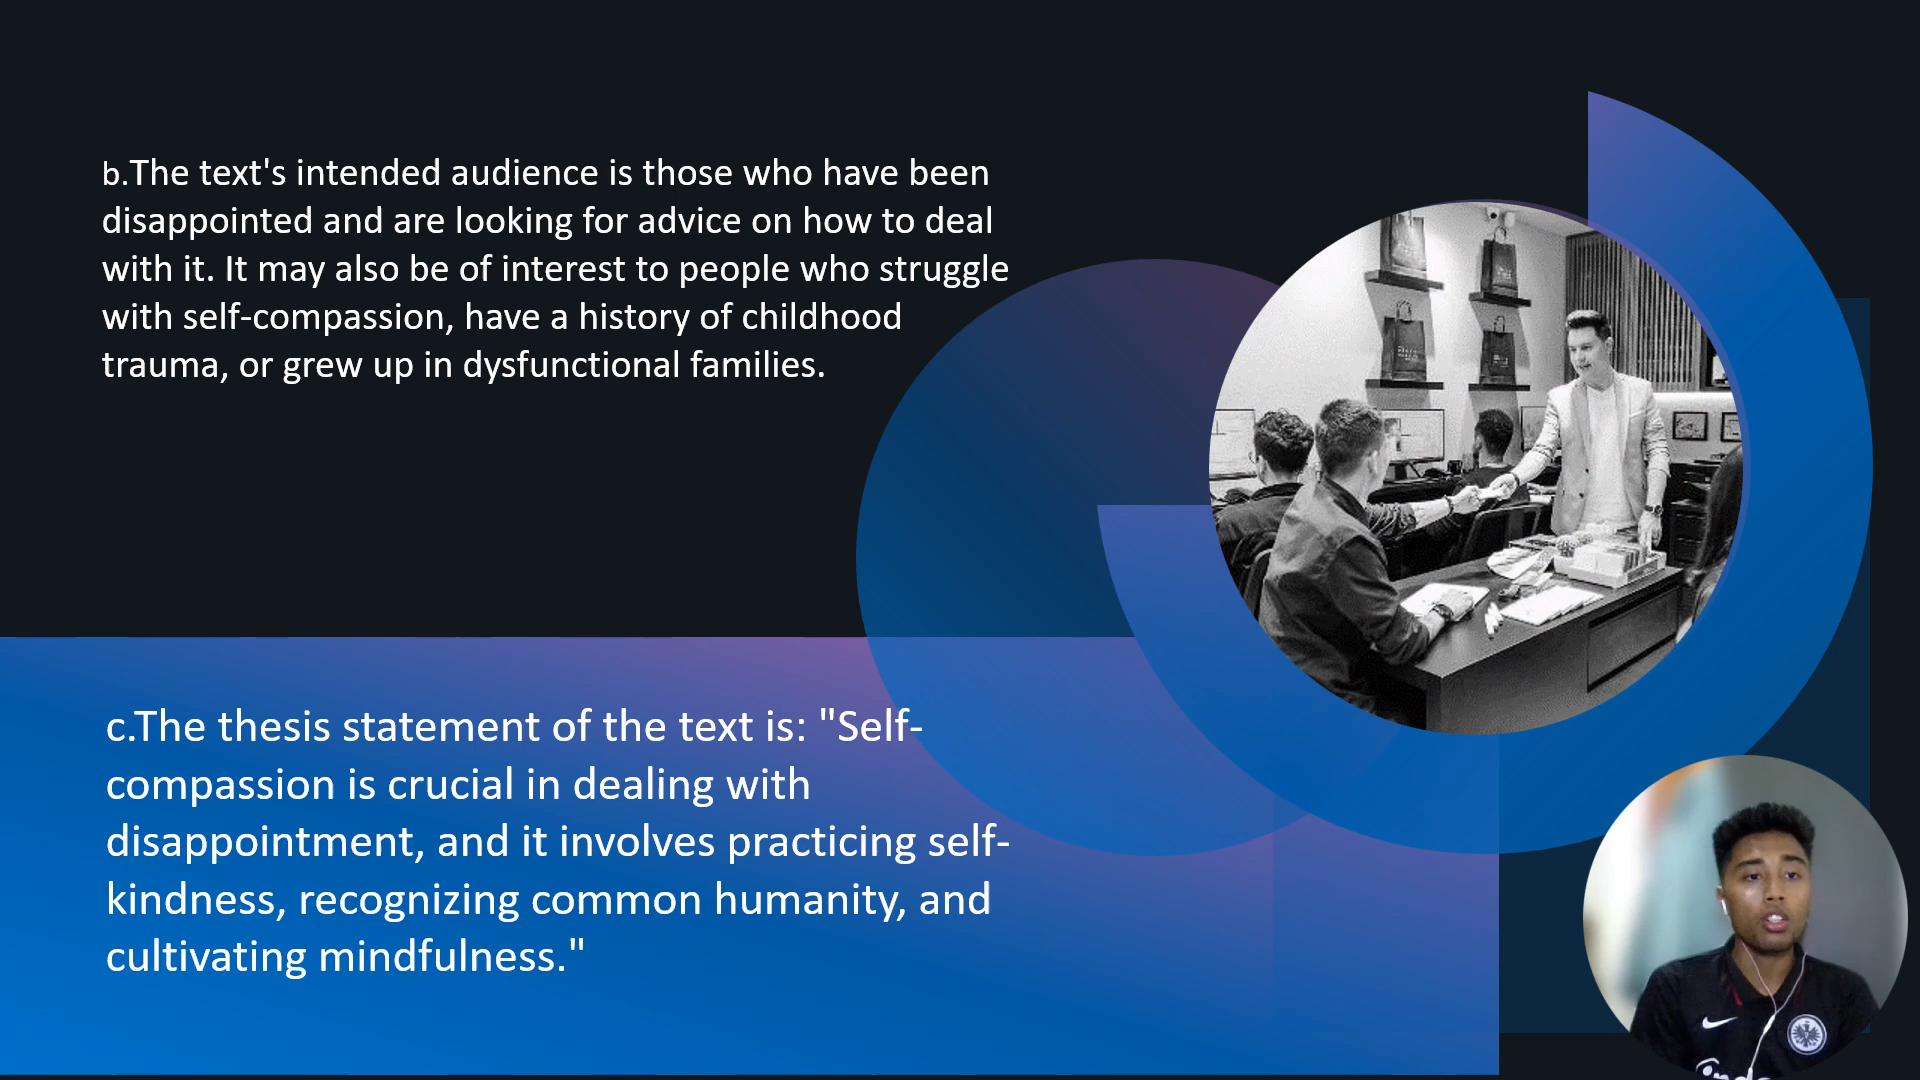 b.The text's intended audience is those who have been
disappointed and are looking for advice on how to deal
with it. It may also be of interest to people who struggle
with self-compassion, have a history of childhood
trauma, or grew up in dysfunctional families.
c.The thesis statement of the text is: "Self-
compassion is crucial in dealing with
disappointment, and it involves practicing self-
kindness, recognizing common humanity, and
cultivating mindfulness."